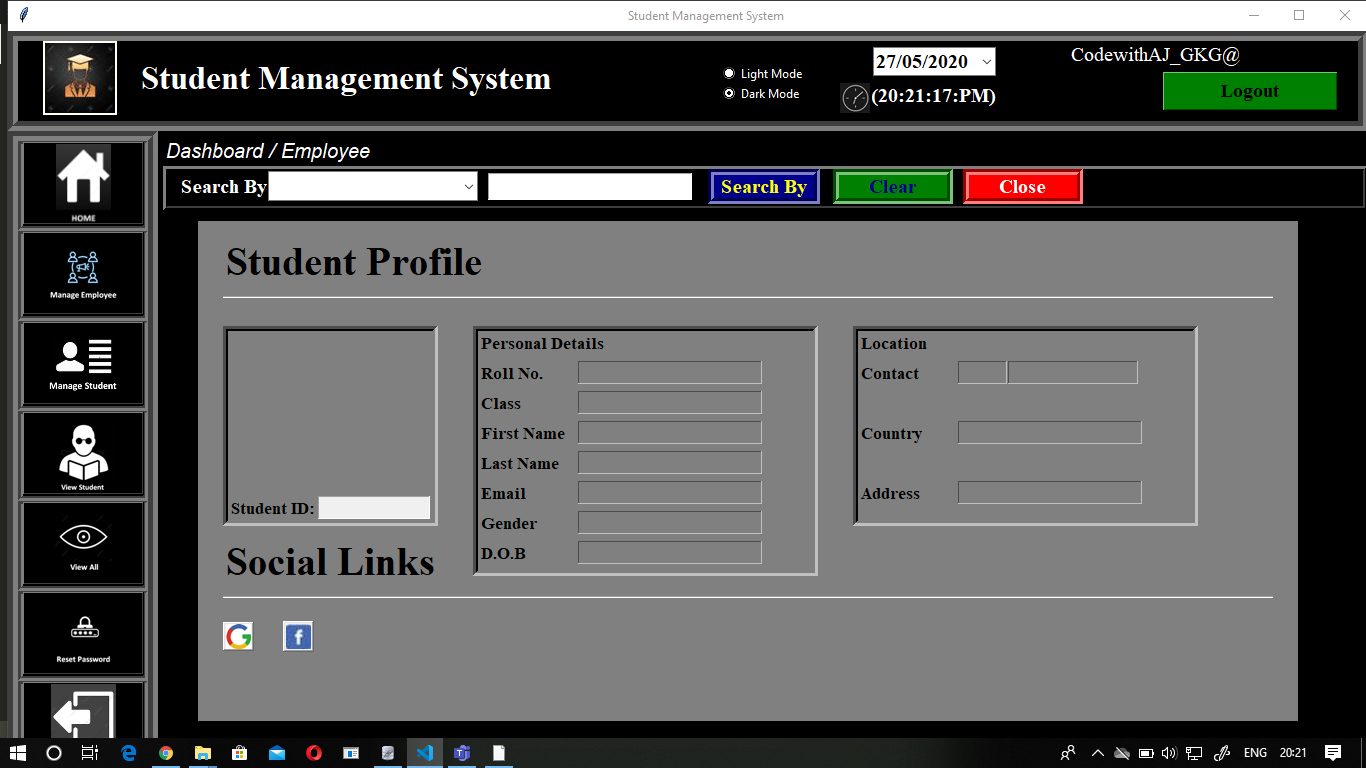 Student Management System
Student Management System
Light Mode
Dark Mode
27/05/2020
(20:21:17:PM)
CodewithAJ_GKG@
Logout
HOME
Manage Employee
Manage Student
View Student
View All
Reset Password
Dashboard / Employee
Search By
Search By
Clear
Close
Student Profile
Student ID:
Personal Details
Roll No.
Class
First Name
Last Name
Email
Gender
D.O.B
Location
Contact
Country
Address
Social Links
G
f
ENG 20:21